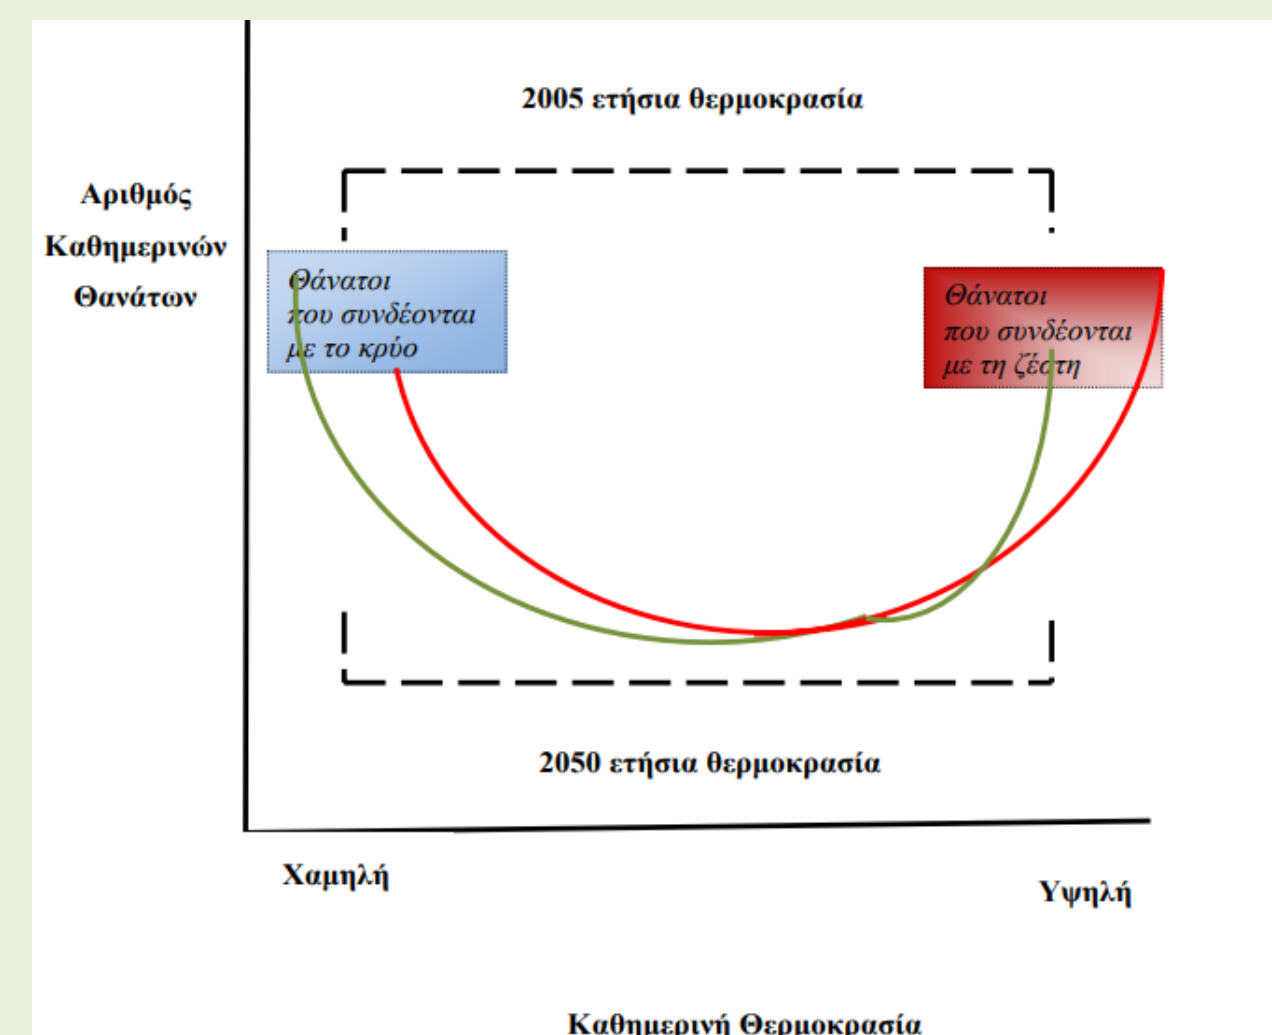 2005 ετήσια θερμοκρασία
Αριθμός
Καθημερινών
Θανάτων
Θάνατοι
που συνδέονται
με το κρύο
Θάνατοι
που συνδέονται
με τη ζέστη
2050 ετήσια θερμοκρασία
Χαμηλή
Υψηλή
Καθημερινή Θερμοκρασία